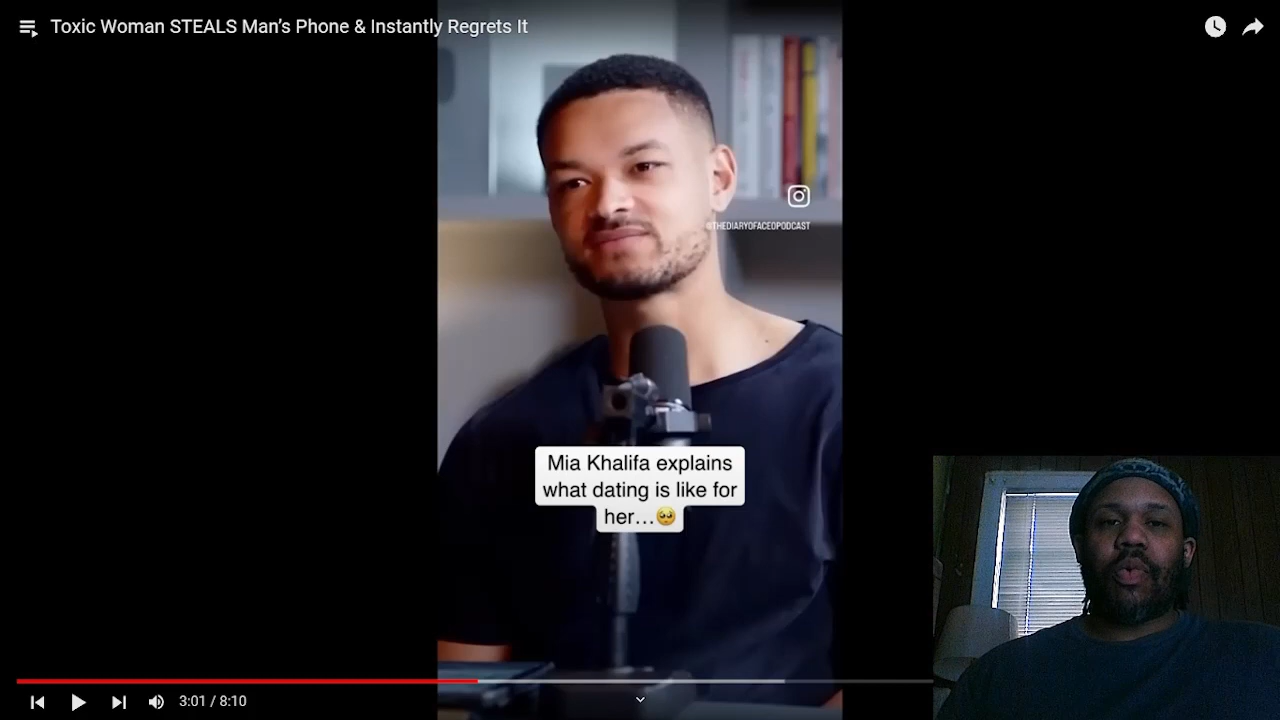 Toxic Woman STEALS Man’s Phone & Instantly Regrets It
@THEDIARYOFACEOPODCAST
Mia Khalifa explains
what dating is like for
her…🥺
3:01 / 8:10